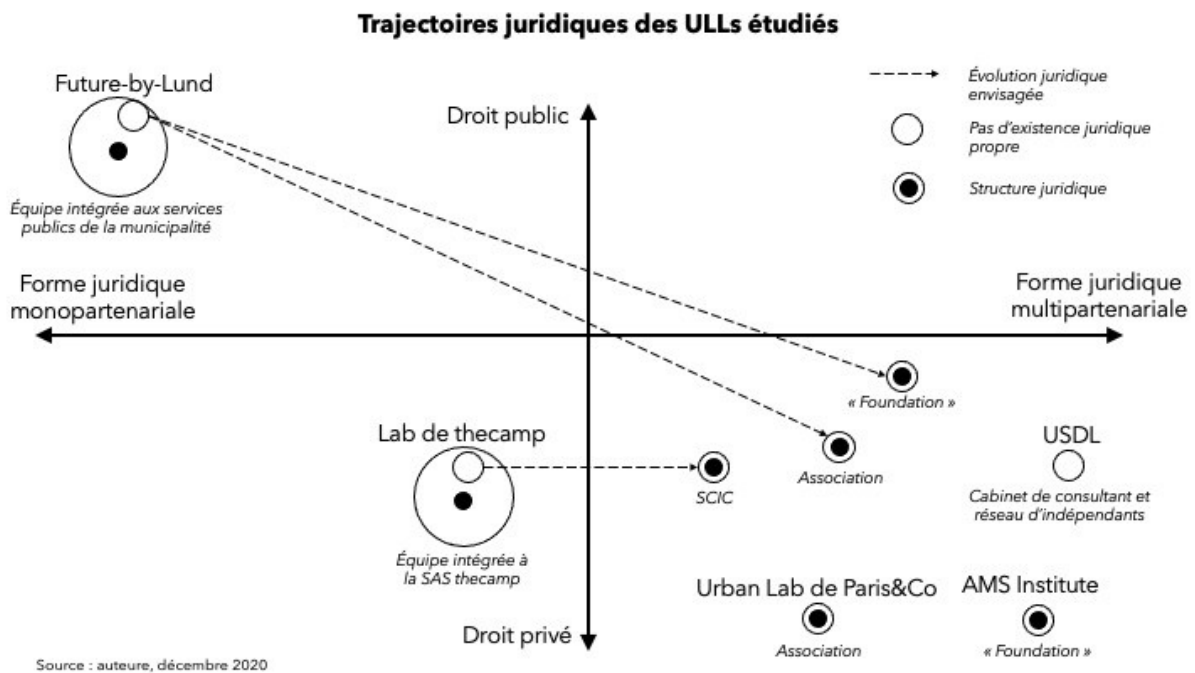 Trajectoires juridiques des ULLs étudiés
Future-by-Lund
Équipe intégrée aux services
publics de la municipalité
Droit public
Évolution juridique
envisagée
Pas d'existence juridique
propre
Structure juridique
Forme juridique
monopartenariale
Forme juridique
multipartenariale
« Foundation »
Lab de thecamp
Équipe intégrée à
la SAS thecamp
SCIC
Association
USDL
Cabinet de consultant et
réseau d'indépendants
Urban Lab de Paris&Co
Association
AMS Institute
« Foundation »
Droit privé
Source : auteure, décembre 2020